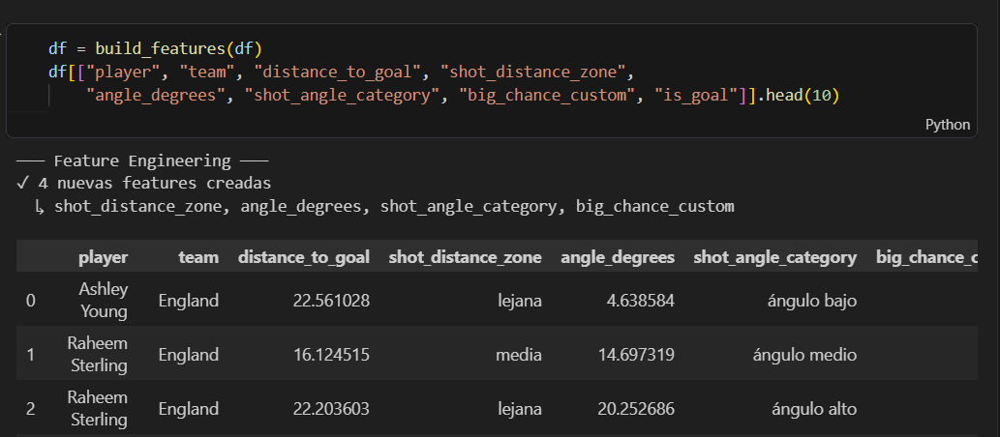 df = build_features(df)
df[["player", "team", "distance_to_goal", "shot_distance_zone",
"angle_degrees", "shot_angle_category", "big_chance_custom", "is_goal"]].head(10)
Python
─── Feature Engineering ───
✓ 4 nuevas features creadas
↳ shot_distance_zone, angle_degrees, shot_angle_category, big_chance_custom
player team distance_to_goal shot_distance_zone angle_degrees shot_angle_category big_chance_c
0 Ashley Young England 22.561028 lejana 4.638584 ángulo bajo
1 Raheem Sterling England 16.124515 media 14.697319 ángulo medio
2 Raheem Sterling England 22.203603 lejana 20.252686 ángulo alto